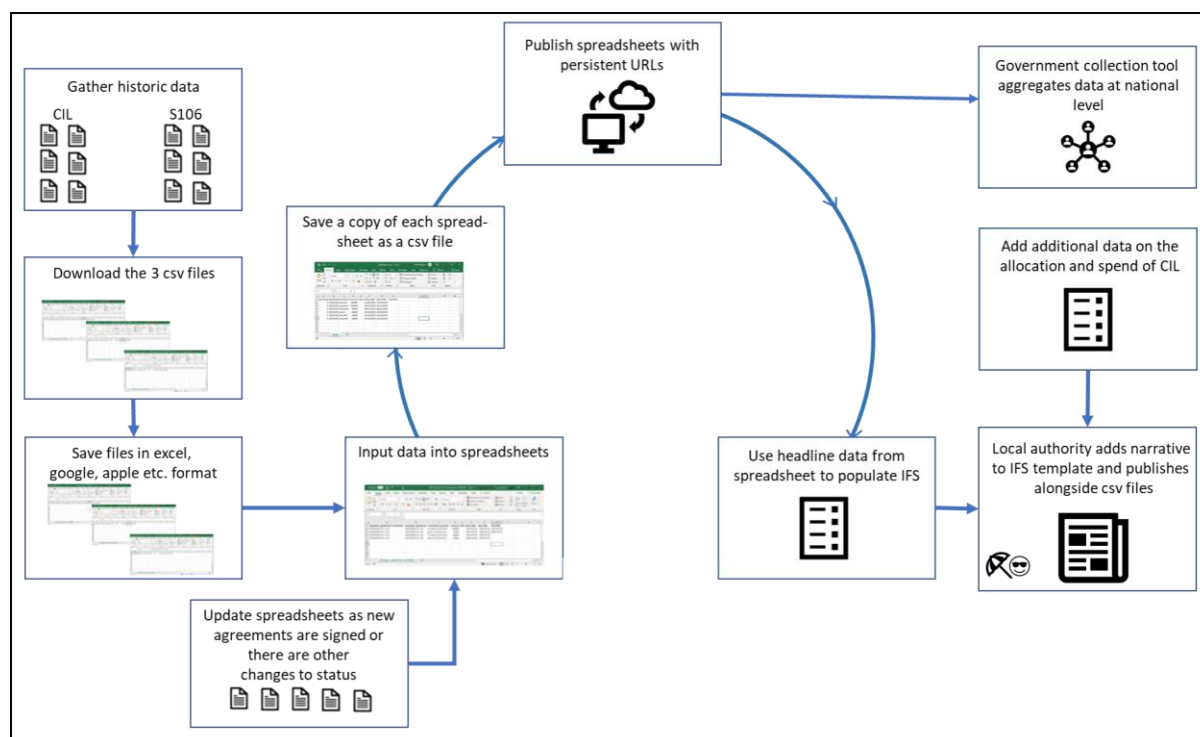 Gather historic data
CIL
S106
Download the 3 csv files
Save files in excel,
google, apple etc. format
Update spreadsheets as new
agreements are signed or
there are other
changes to status
Input data into spreadsheets
Save a copy of each spread-
sheet as a csv file
Publish spreadsheets with
persistent URLs
Government collection tool
aggregates data at national
level
Use headline data from
spreadsheet to populate IFS
Add additional data on the
allocation and spend of CIL
Local authority adds narrative
to IFS template and publishes
alongside csv files